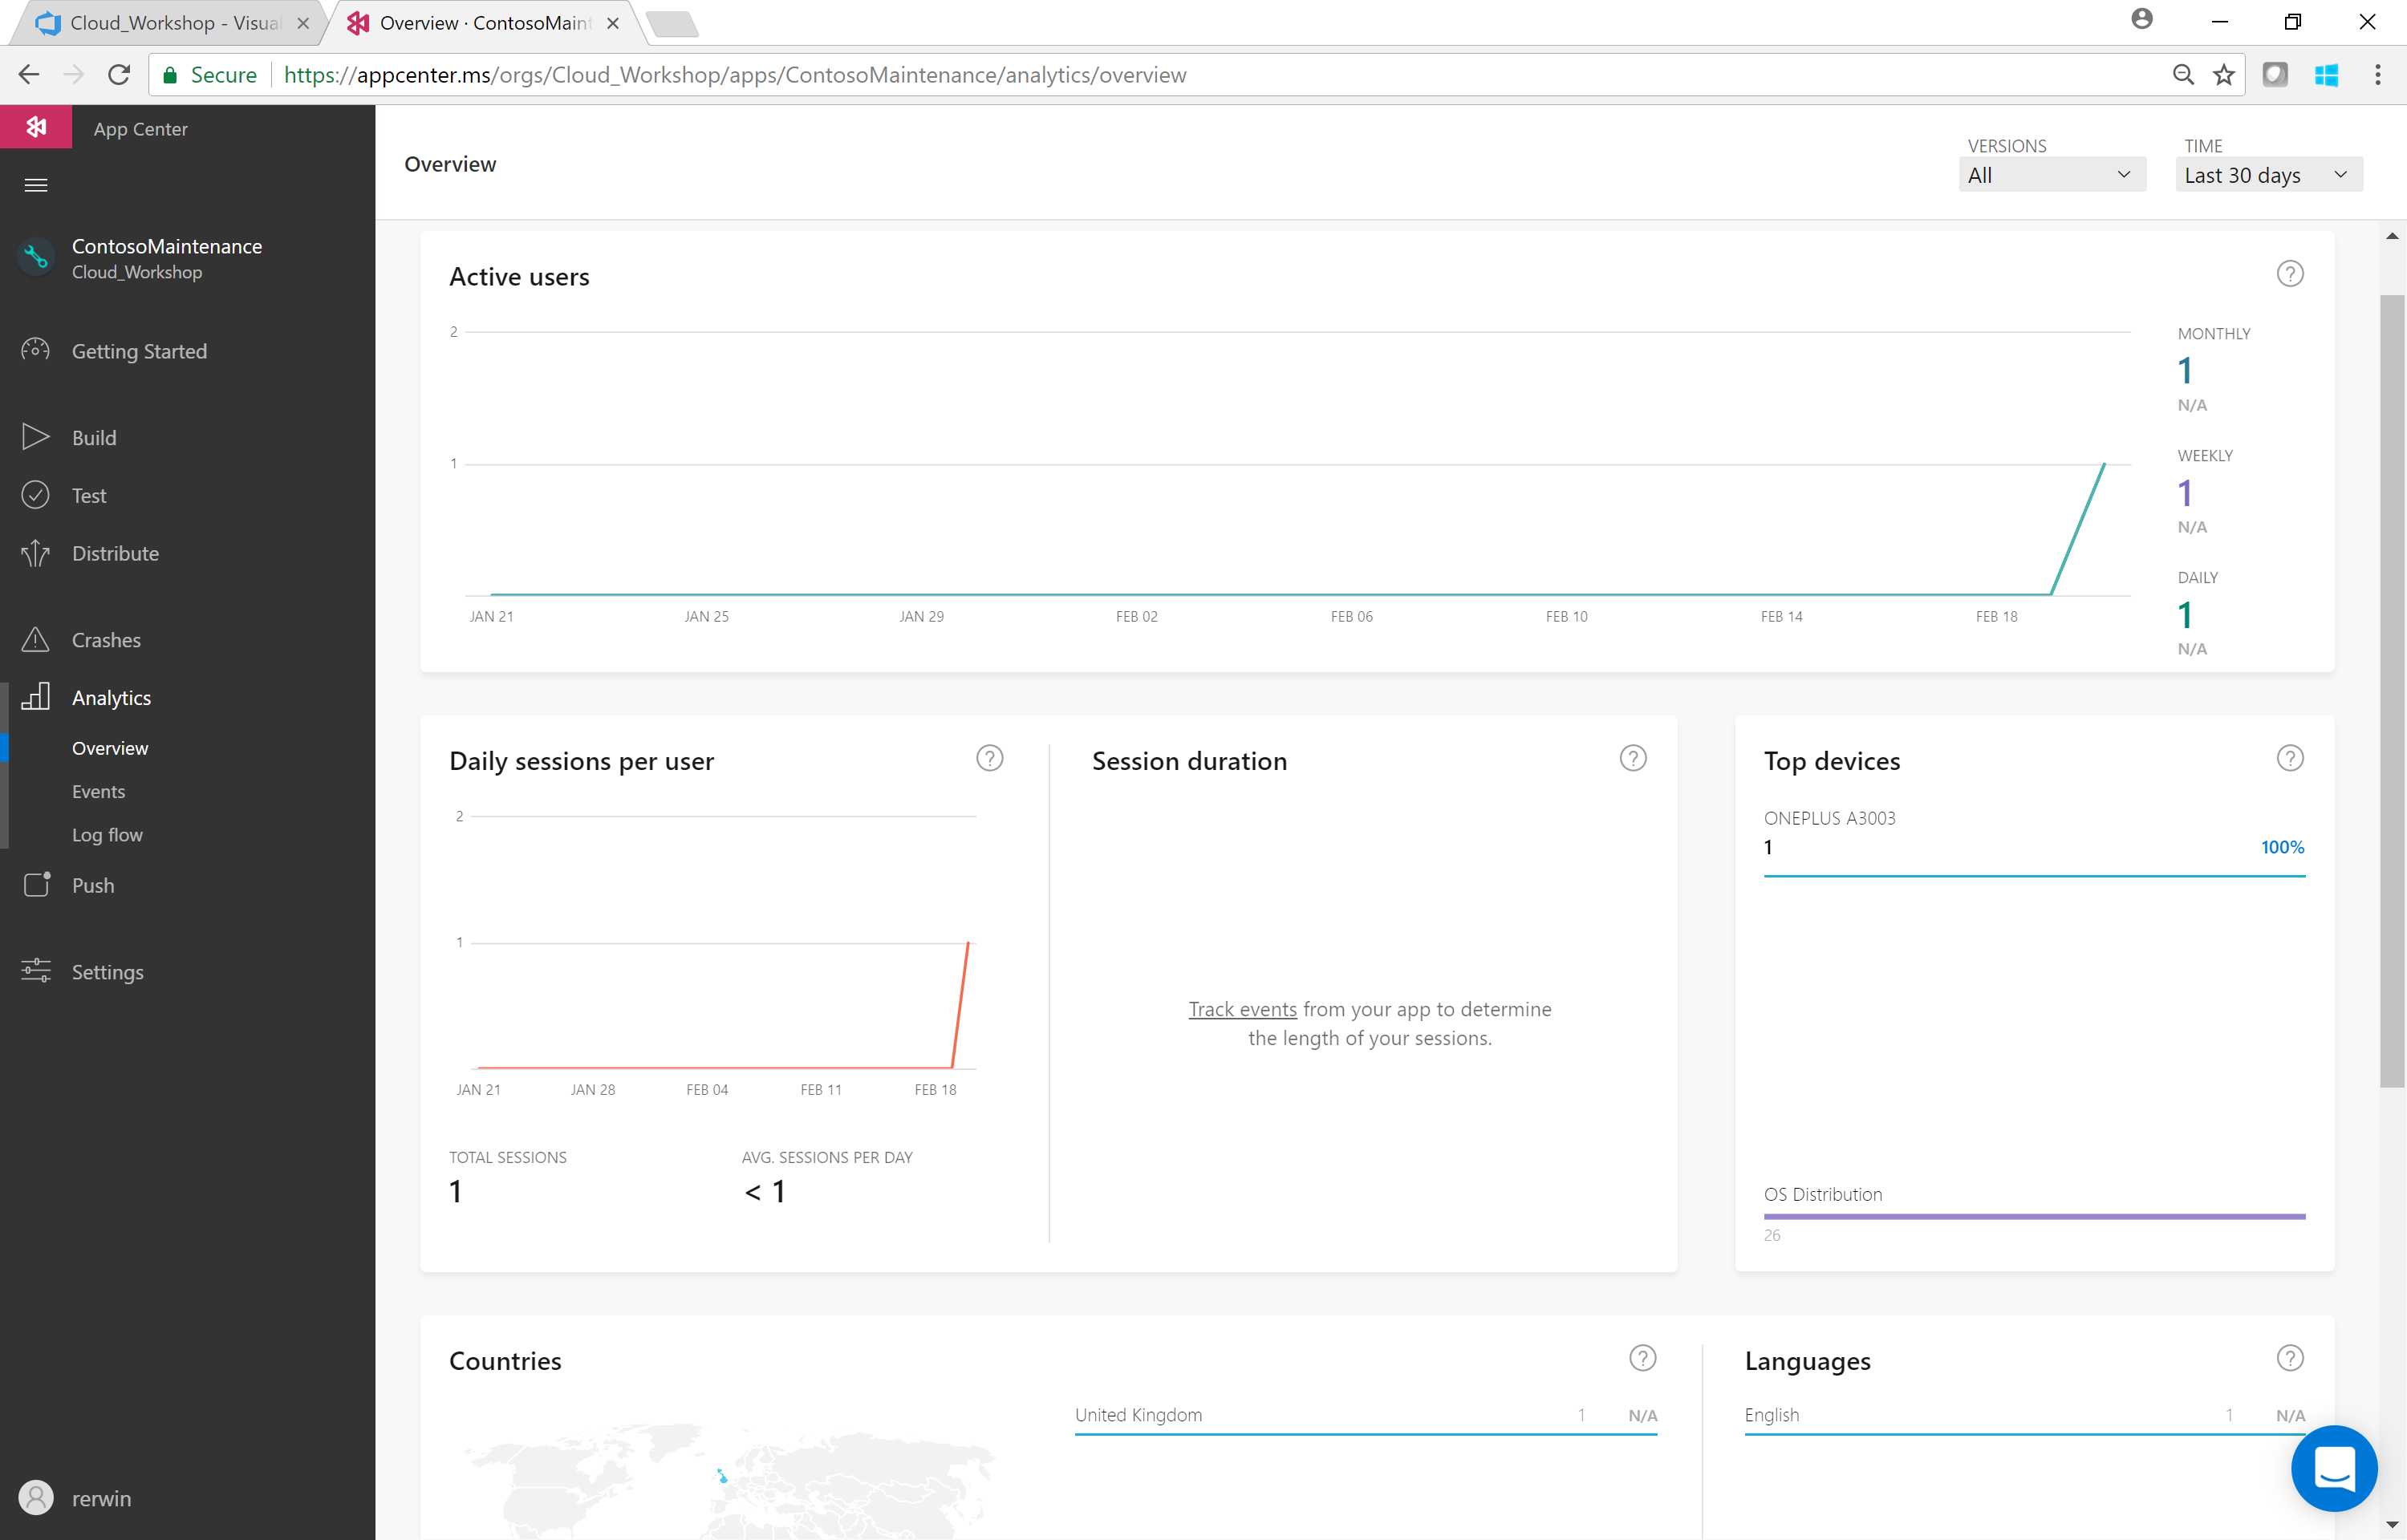 Cloud_Workshop - Visual
Overview · ContosoMaint
Secure
https://appcenter.ms/orgs/Cloud_Workshop/apps/ContosoMaintenance/analytics/overview
App Center
ContosoMaintenance
Cloud_Workshop
Getting Started
Build
Test
Distribute
Crashes
Analytics
Overview
Events
Log flow
Push
Settings
rerwin
Overview
VERSIONS
All
TIME
Last 30 days
Active users
?
2
1
JAN 21 JAN 25 JAN 29 FEB 02 FEB 06 FEB 10 FEB 14 FEB 18
MONTHLY
1
N/A
WEEKLY
1
N/A
DAILY
1
N/A
Daily sessions per user
?
2
1
JAN 21 JAN 28 FEB 04 FEB 11 FEB 18
TOTAL SESSIONS
1
AVG. SESSIONS PER DAY
< 1
Session duration
?
Track events from your app to determine
the length of your sessions.
Top devices
?
ONEPLUS A3003
1 100%
OS Distribution
26
Countries
?
United Kingdom 1 N/A
Languages
?
English 1 N/A